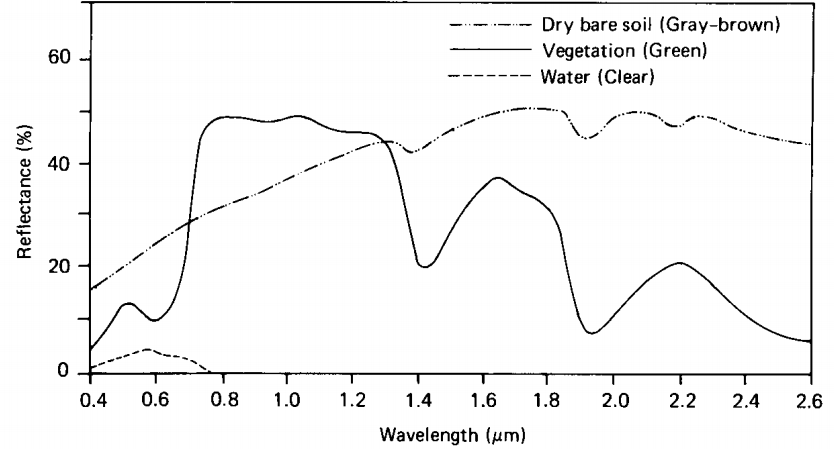 Dry bare soil (Gray-brown)
Vegetation (Green)
Water (Clear)
60
40
20
0
Reflectance (%)
0.4 0.6 0.8 1.0 1.2 1.4 1.6 1.8 2.0 2.2 2.4 2.6
Wavelength (μm)